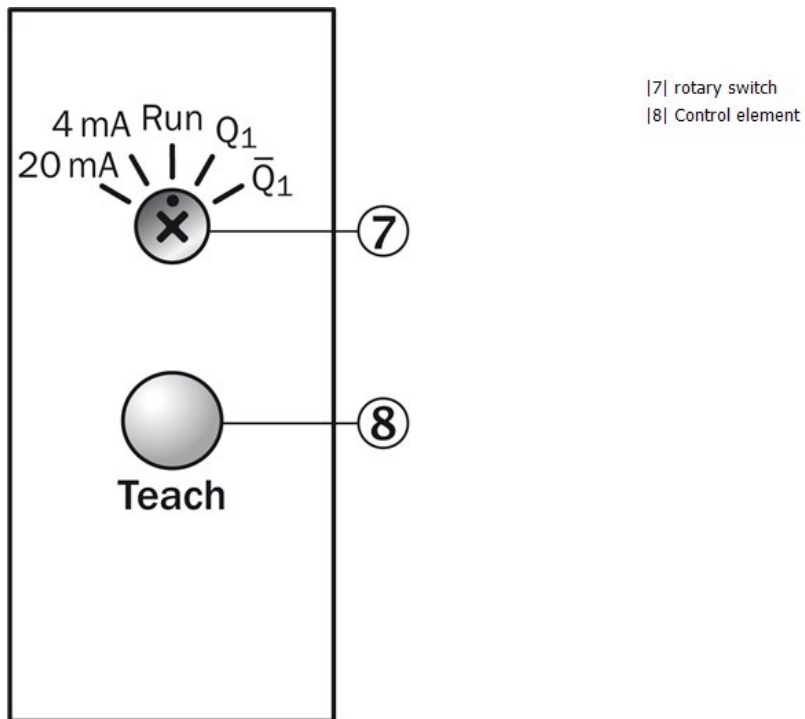 4 mA Run Q₁
20 mA Q̅₁
⑦
⑧
Teach
|7| rotary switch
|8| Control element